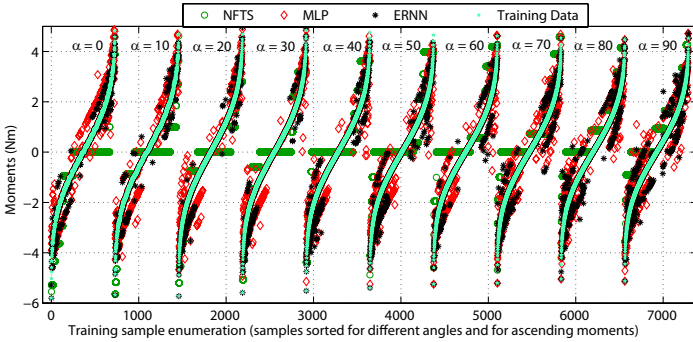 NFTS MLP ERNN Training Data
α = 0 α = 10 α = 20 α = 30 α = 40 α = 50 α = 60 α = 70 α = 80 α = 90
Moments (Nm)
4
2
0
−2
−4
−6
0 1000 2000 3000 4000 5000 6000 7000
Training sample enumeration (samples sorted for different angles and for ascending moments)